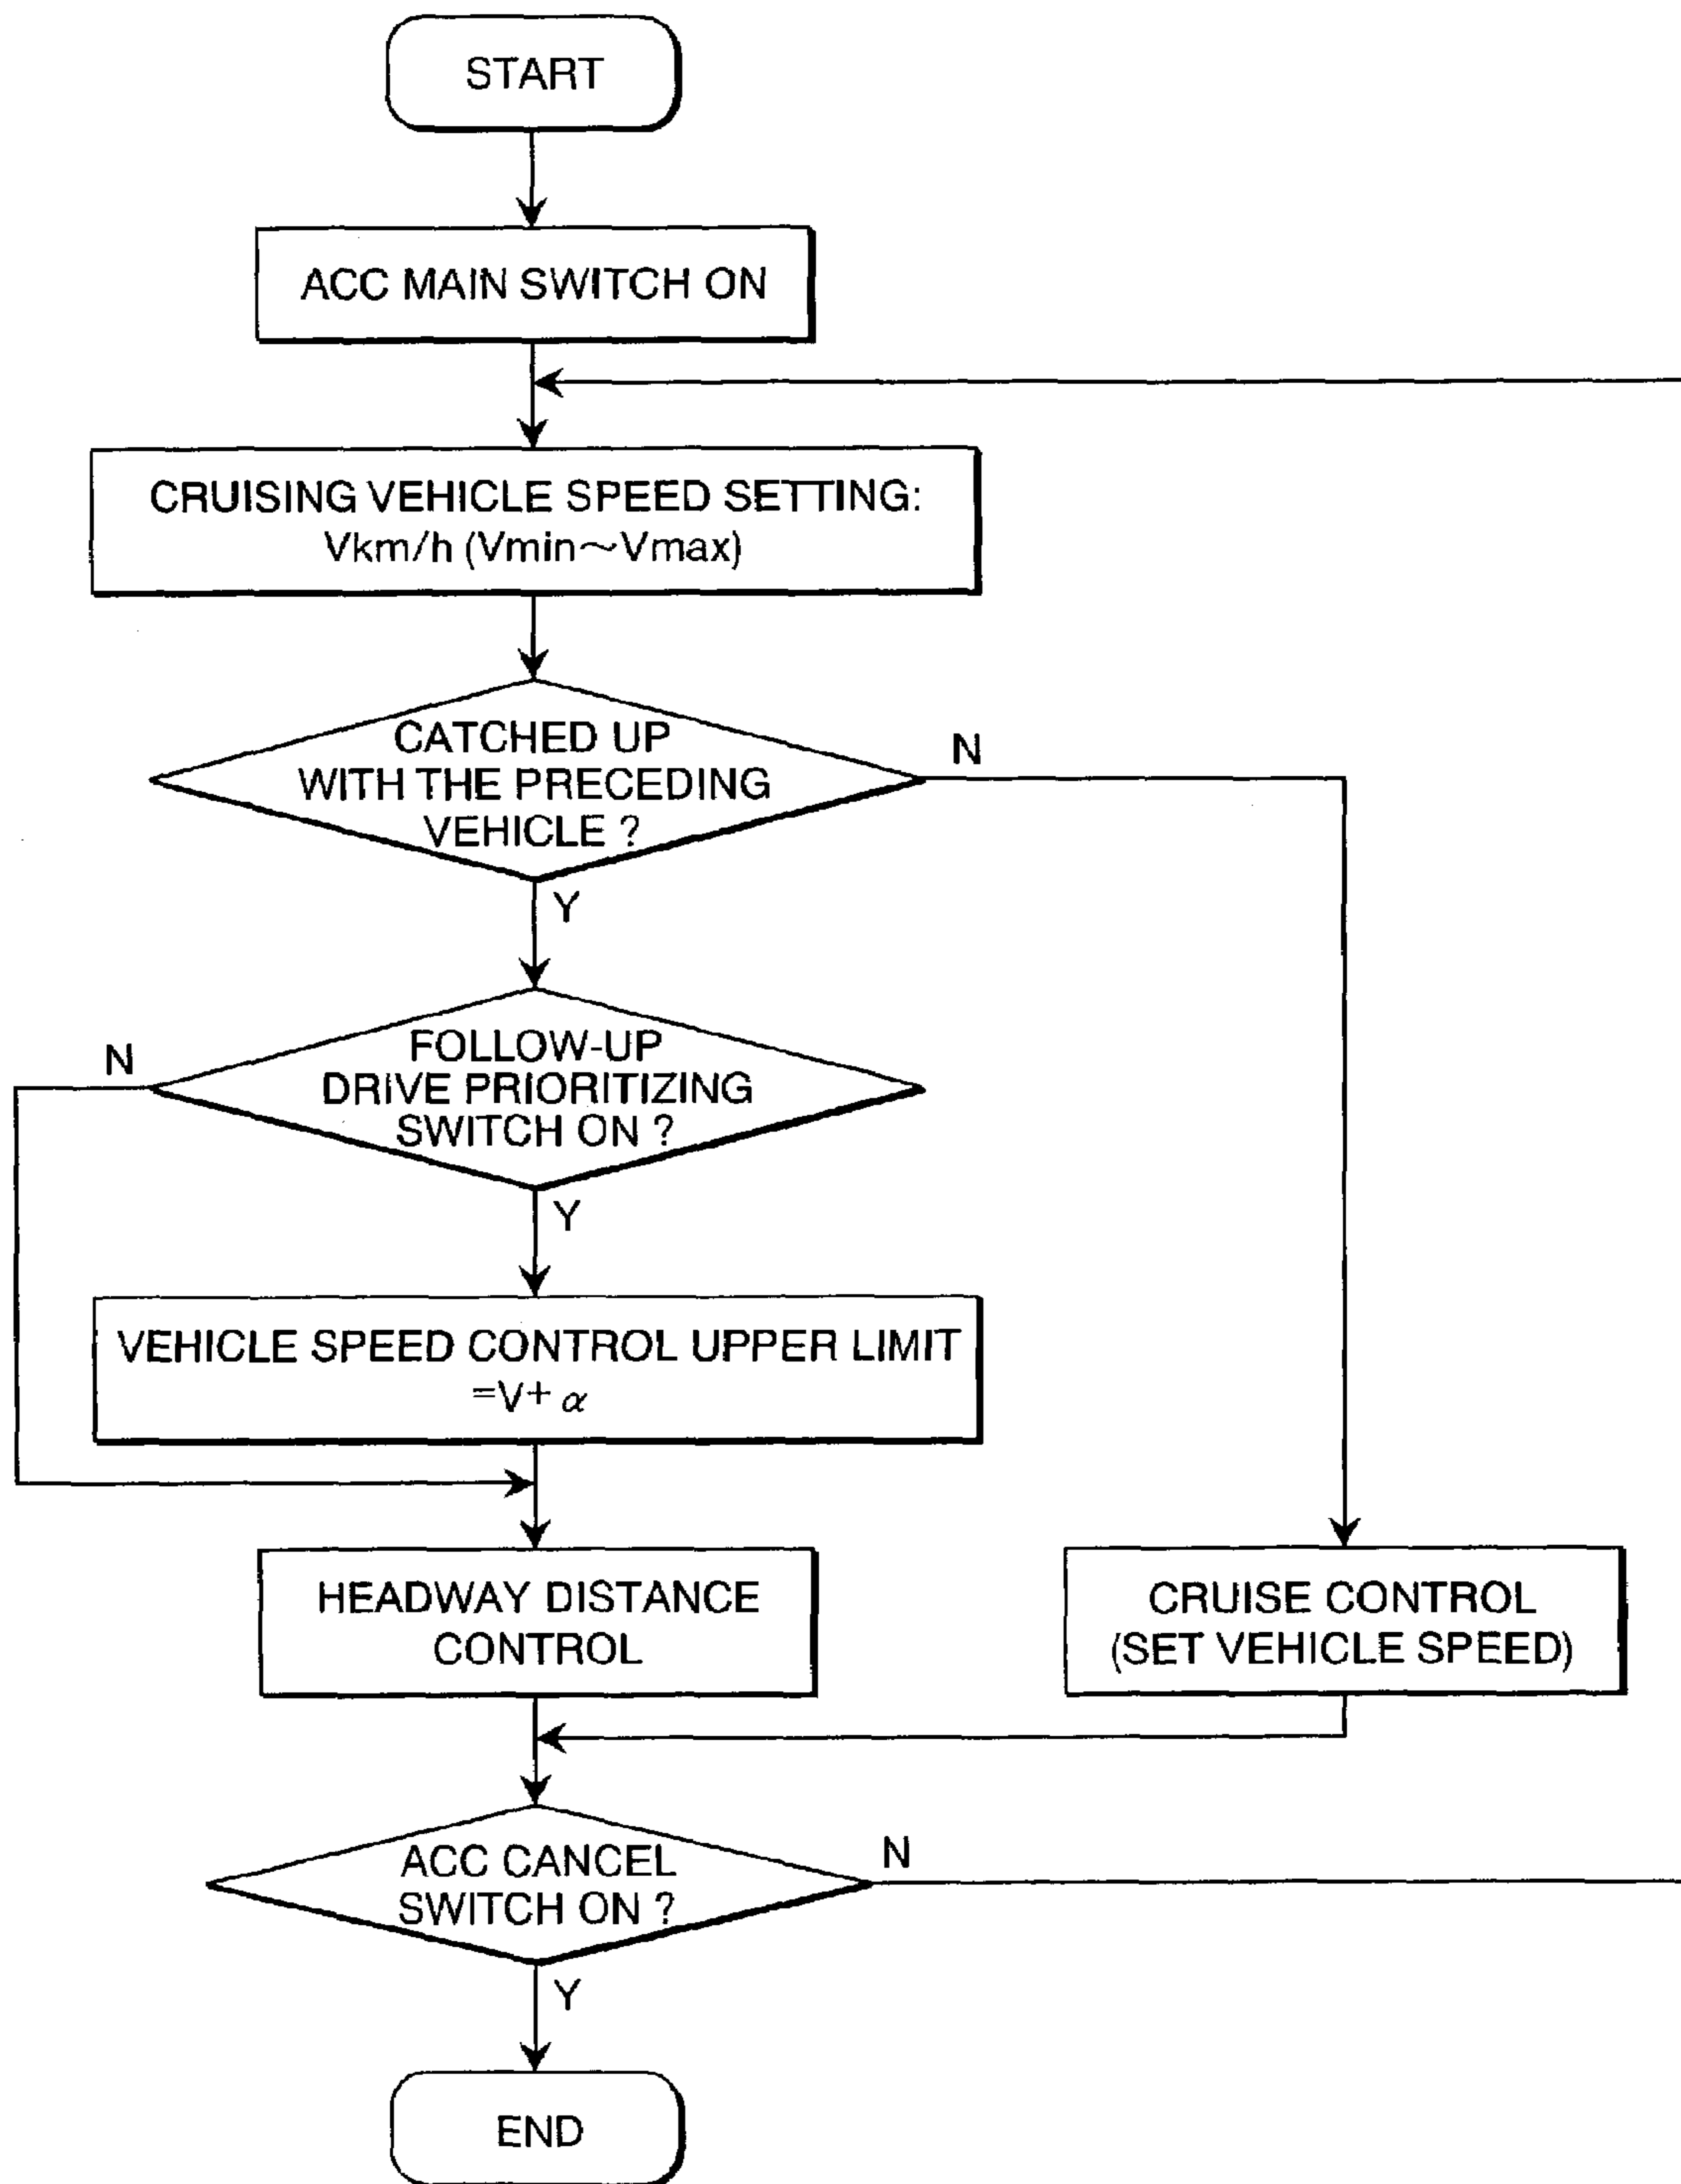 START
ACC MAIN SWITCH ON
CRUISING VEHICLE SPEED SETTING:
Vkm/h (Vmin～Vmax)
CATCHED UP
WITH THE PRECEDING
VEHICLE ?
N
Y
FOLLOW-UP
DRIVE PRIORITIZING
SWITCH ON ?
N
Y
VEHICLE SPEED CONTROL UPPER LIMIT
=V+ α
HEADWAY DISTANCE
CONTROL
CRUISE CONTROL
(SET VEHICLE SPEED)
ACC CANCEL
SWITCH ON ?
N
Y
END